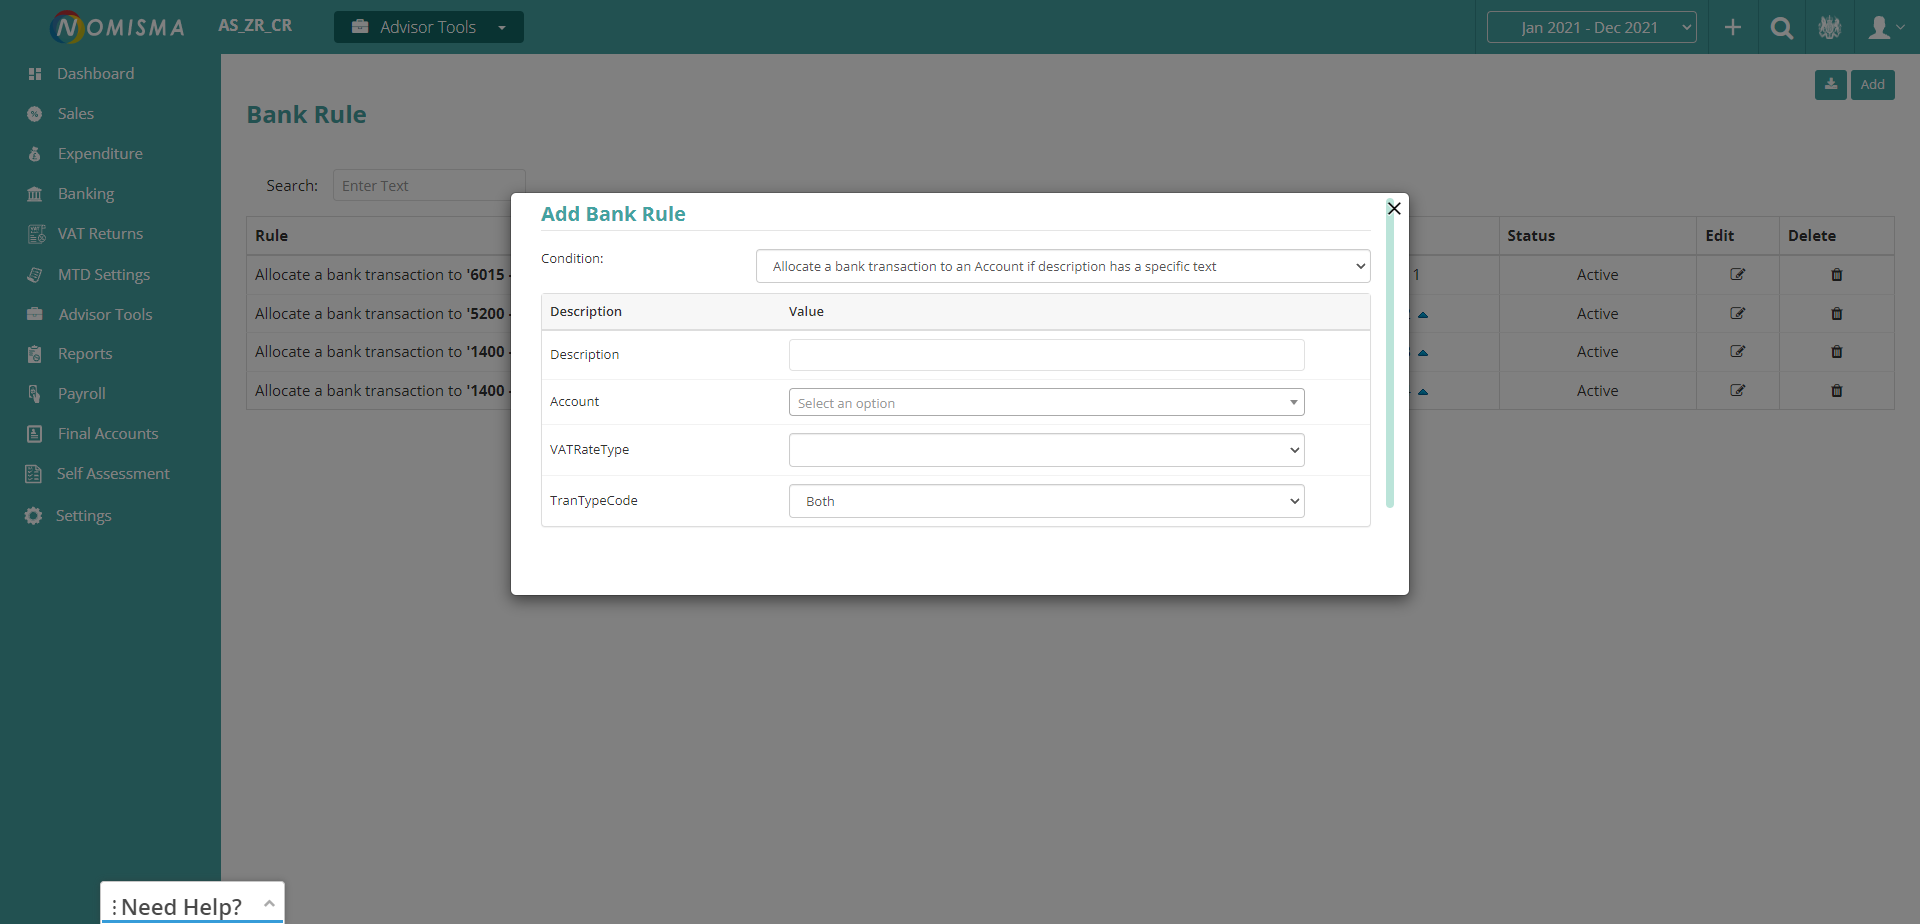 NOMISMA
AS_ZR_CR
Advisor Tools
Jan 2021 - Dec 2021
Dashboard
Sales
Expenditure
Banking
VAT Returns
MTD Settings
Advisor Tools
Reports
Payroll
Final Accounts
Self Assessment
Settings
Add
Bank Rule
Search: Enter Text
Rule Status Edit Delete
Allocate a bank transaction to '6015 - 1 Active
Allocate a bank transaction to '5200 - Active
Allocate a bank transaction to '1400 - Active
Allocate a bank transaction to '1400 - Active
Add Bank Rule
Condition: Allocate a bank transaction to an Account if description has a specific text
Description Value
Description
Account Select an option
VATRateType
TranTypeCode Both
Need Help?